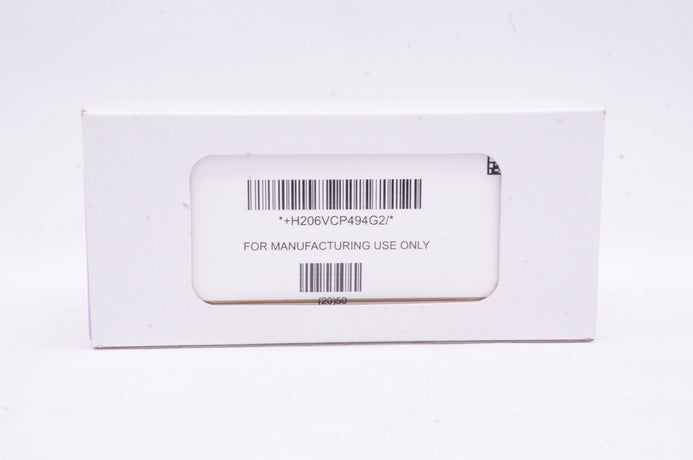 *+H206VCP494G2/*
FOR MANUFACTURING USE ONLY
(20)50